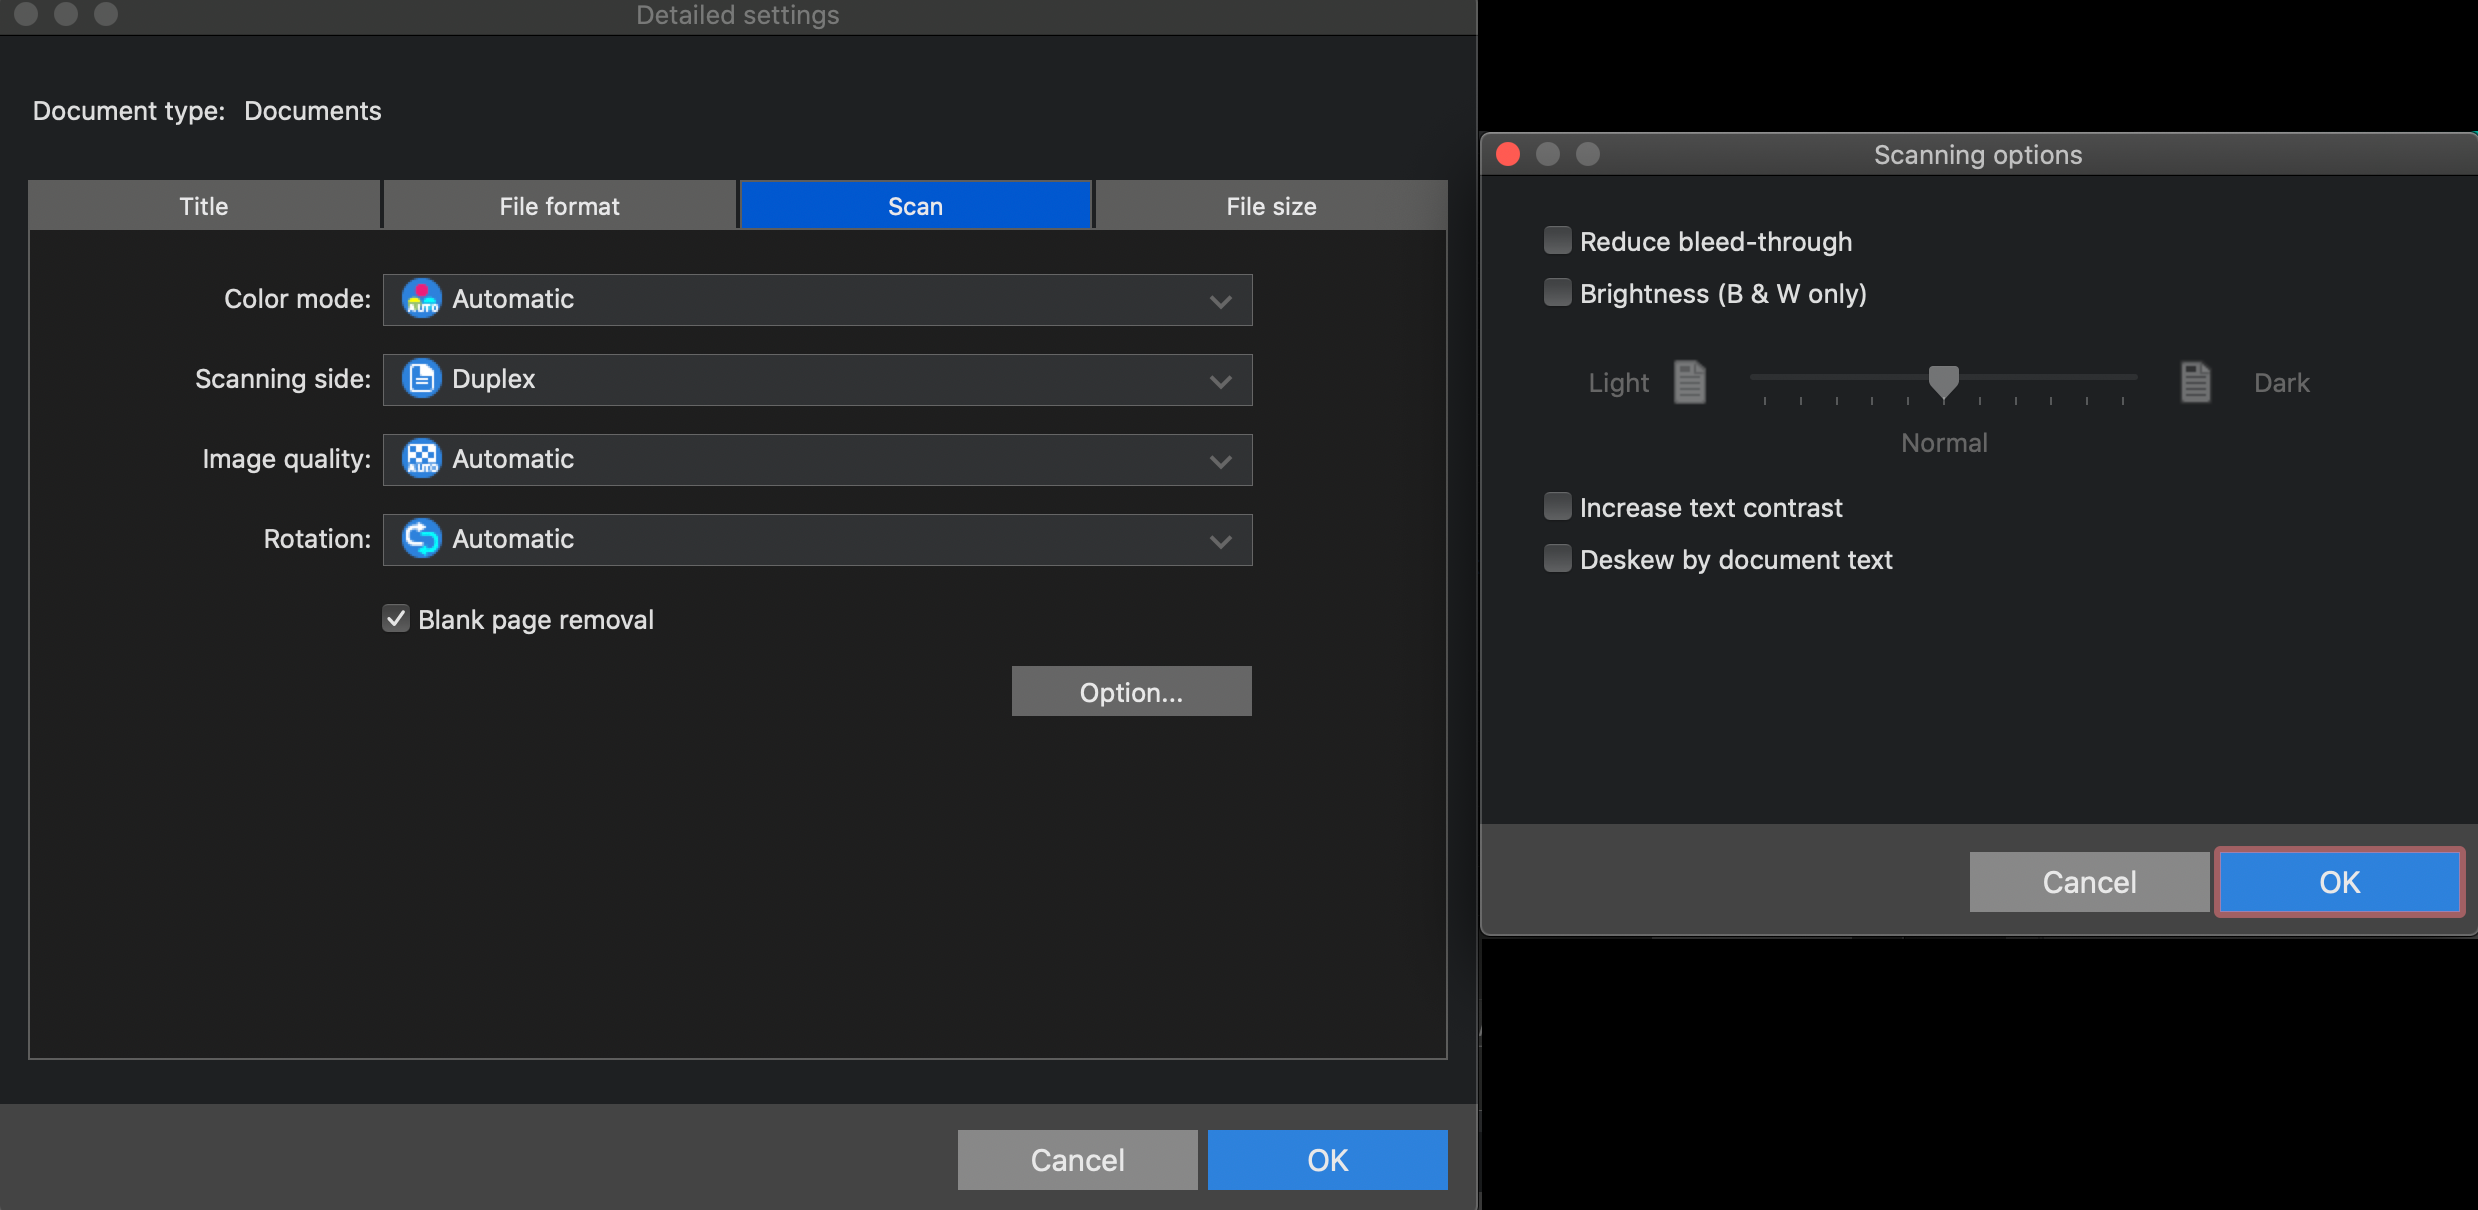 Detailed settings
Document type: Documents
Title File format Scan File size
Color mode: AUTO Automatic
Scanning side: Duplex
Image quality: AUTO Automatic
Rotation: Automatic
Blank page removal
Option...
Cancel OK
Scanning options
Reduce bleed-through
Brightness (B & W only)
Light Dark
Normal
Increase text contrast
Deskew by document text
Cancel OK